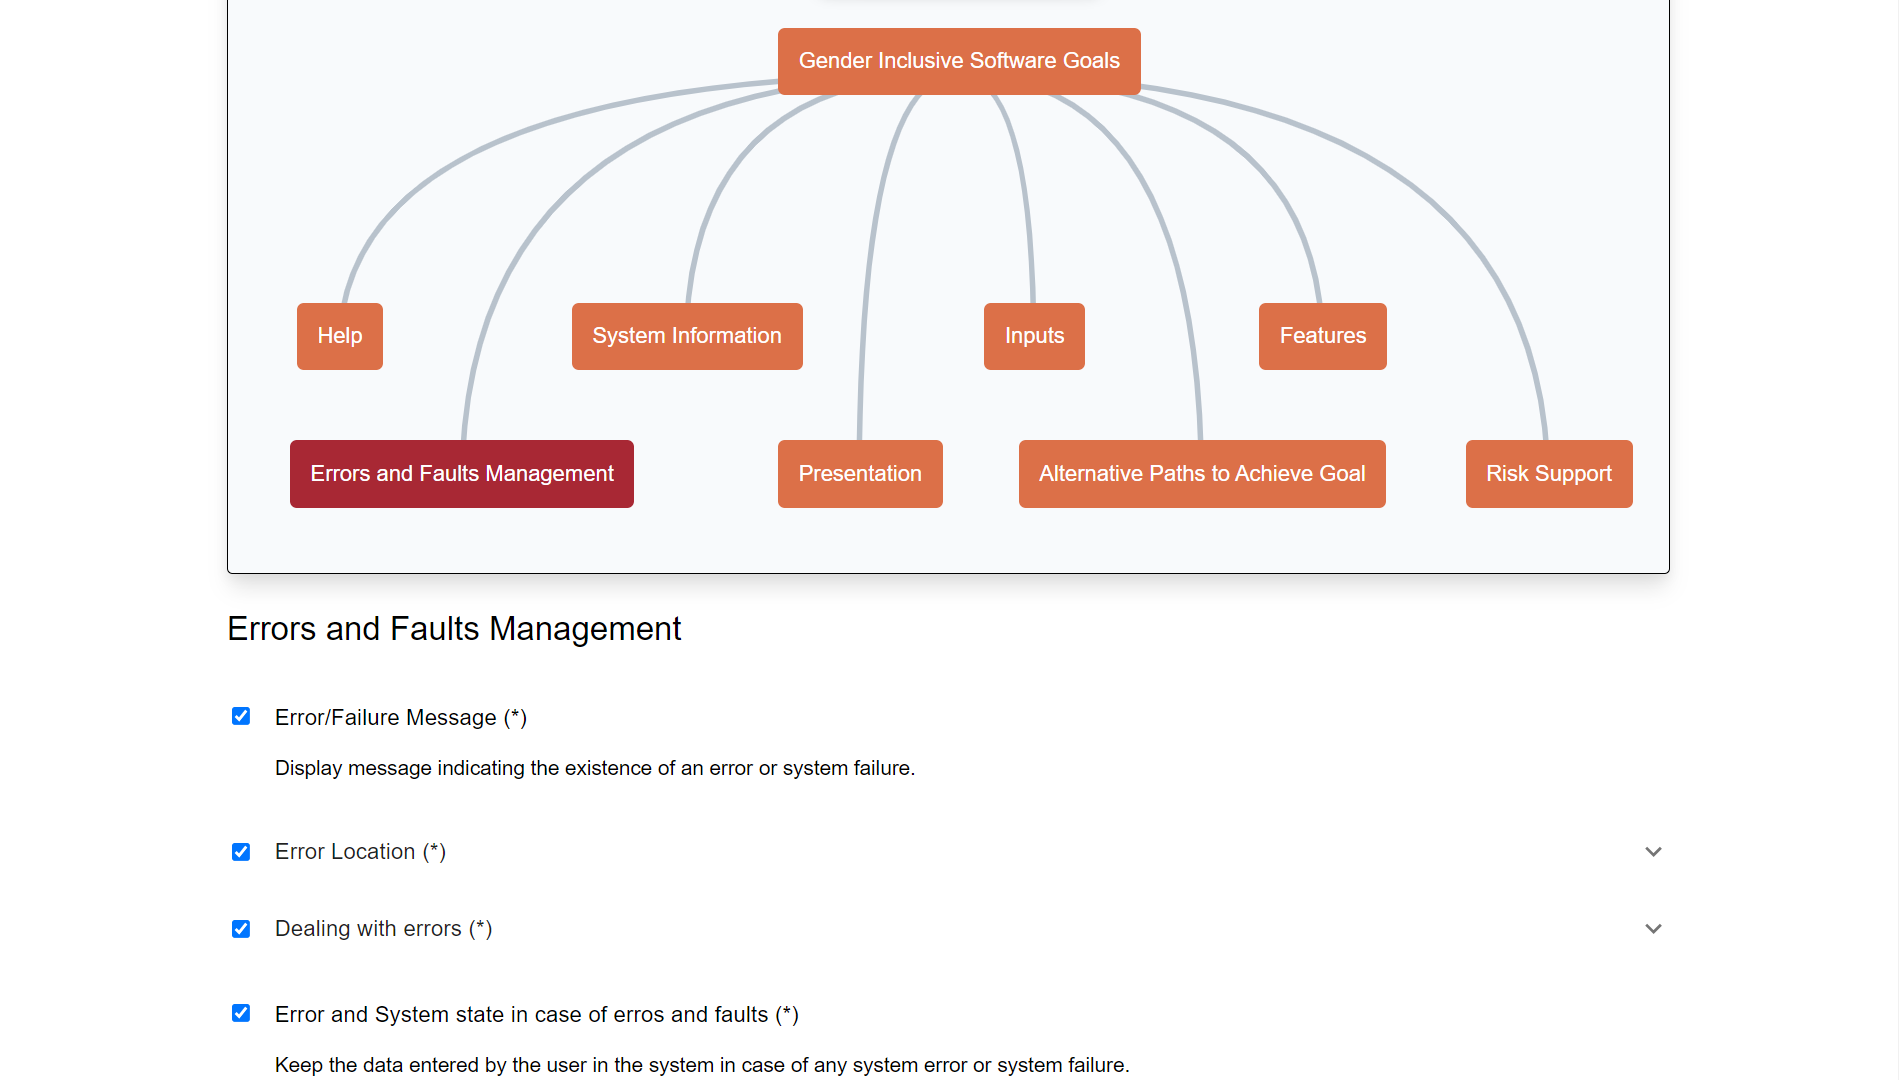 Gender Inclusive Software Goals
Help
System Information
Inputs
Features
Errors and Faults Management
Presentation
Alternative Paths to Achieve Goal
Risk Support
Errors and Faults Management
Error/Failure Message (*)
Display message indicating the existence of an error or system failure.
Error Location (*)
Dealing with errors (*)
Error and System state in case of erros and faults (*)
Keep the data entered by the user in the system in case of any system error or system failure.